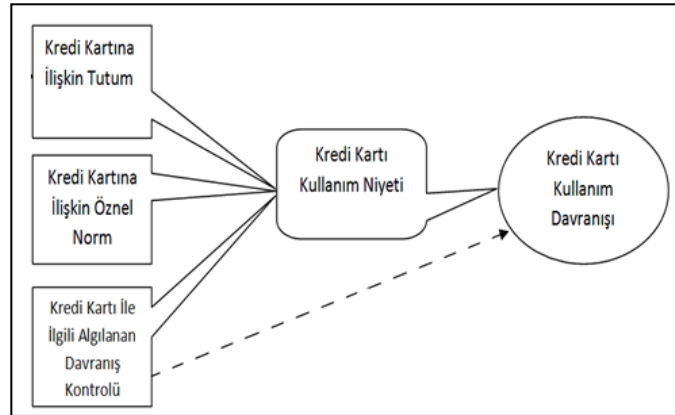 Kredi Kartına
İlişkin Tutum
Kredi Kartına
İlişkin Öznel
Norm
Kredi Kartı İle
İlgili Algılanan
Davranış
Kontrolü
Kredi Kartı
Kullanım Niyeti
Kredi Kartı
Kullanım
Davranışı